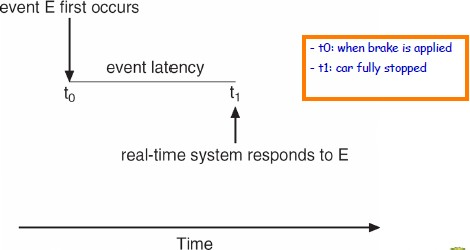 event E first occurs
event latency
t0 t1
real-time system responds to E
Time
- t0: when brake is applied
- t1: car fully stopped